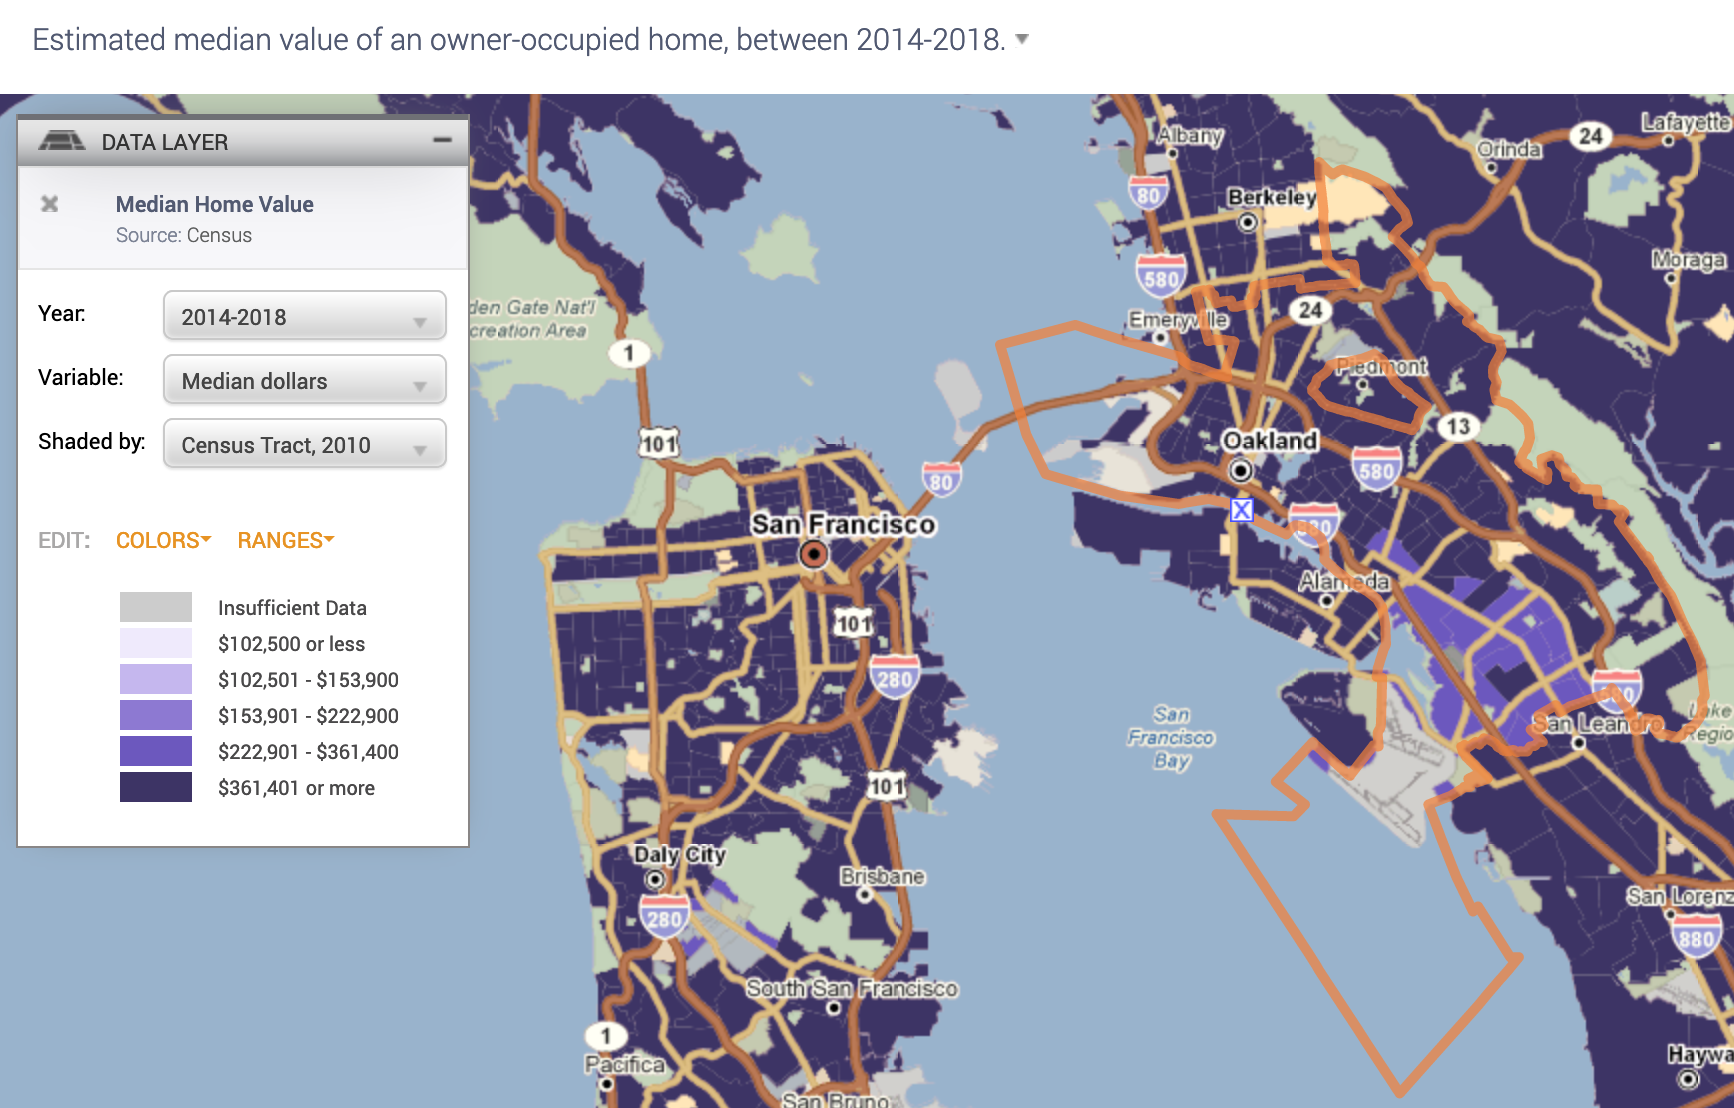 Estimated median value of an owner-occupied home, between 2014-2018.
DATA LAYER
Median Home Value
Source: Census
Year:
2014-2018
Variable:
Median dollars
Shaded by:
Census Tract, 2010
EDIT:
COLORS
RANGES
Insufficient Data
$102,500 or less
$102,501 - $153,900
$153,901 - $222,900
$222,901 - $361,400
$361,401 or more
Albany
Orinda
24
Lafayette
80
Berkeley
Moraga
580
den Gate Nat'l
creation Area
Emeryville
24
1
Piedmont
13
101
Oakland
580
80
X
San Francisco
Alameda
101
280
San Leandro
Lake
Regio
San
Francisco
Bay
101
Daly City
Brisbane
280
San Lorenz
880
South San Francisco
1
Pacifica
San Bruno
Haywa